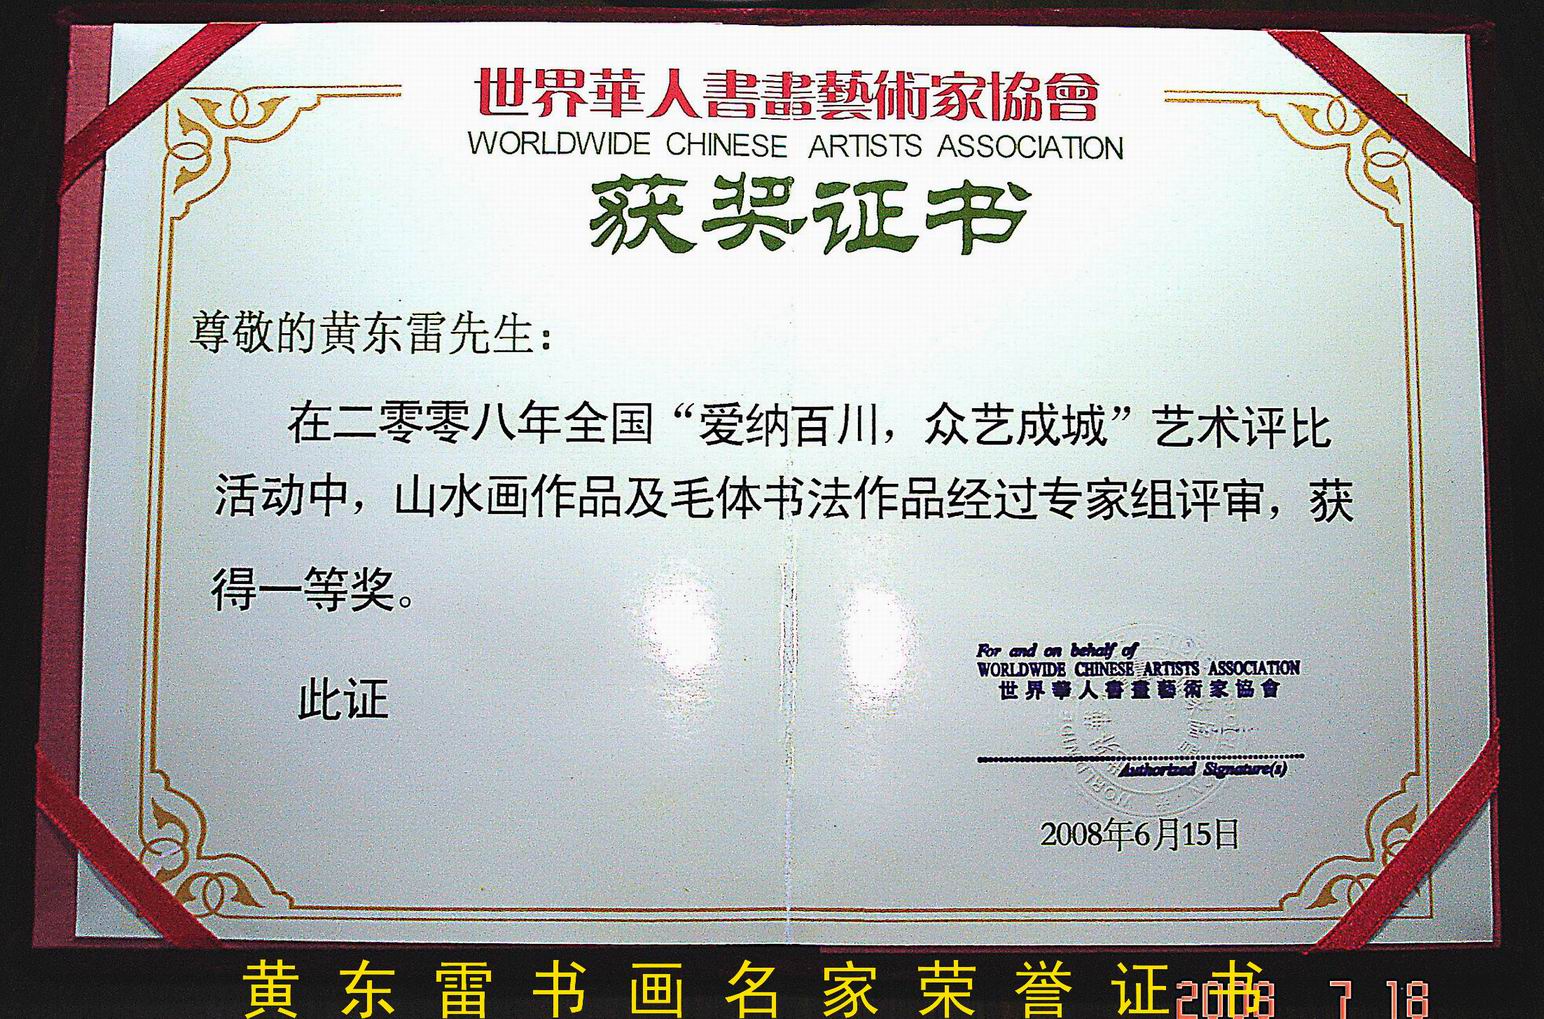 世界華人書畫藝術家協會
WORLDWIDE CHINESE ARTISTS ASSOCIATION
获奖证书
尊敬的黄东雷先生：
在二零零八年全国“爱纳百川，众艺成城”艺术评比
活动中，山水画作品及毛体书法作品经过专家组评审，获
得一等奖。
此证
For and on behalf of
WORLDWIDE CHINESE ARTISTS ASSOCIATION
世界華人書畫藝術家協會
Authorized Signature(s)
2008年6月15日
黄东雷书画名家荣誉证书
2008 7 18